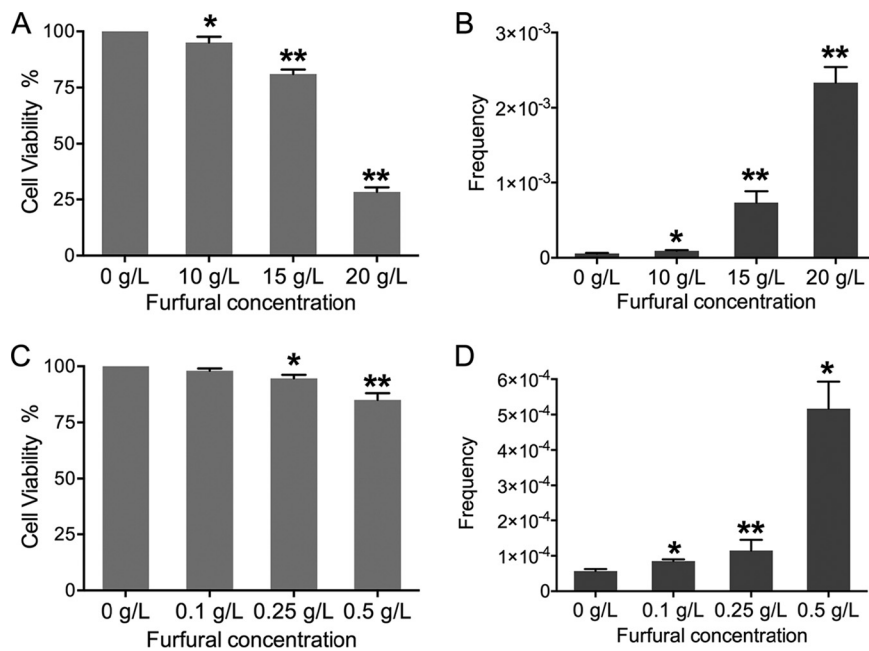 A
*
**
**
100
75
50
25
0
Cell Viability %
0 g/L 10 g/L 15 g/L 20 g/L
Furfural concentration
B
*
**
**
3×10⁻³
2×10⁻³
1×10⁻³
0
Frequency
0 g/L 10 g/L 15 g/L 20 g/L
Furfural concentration
C
*
**
100
75
50
25
0
Cell Viability %
0 g/L 0.1 g/L 0.25 g/L 0.5 g/L
Furfural concentration
D
*
**
*
6×10⁻⁴
5×10⁻⁴
4×10⁻⁴
3×10⁻⁴
2×10⁻⁴
1×10⁻⁴
0
Frequency
0 g/L 0.1 g/L 0.25 g/L 0.5 g/L
Furfural concentration